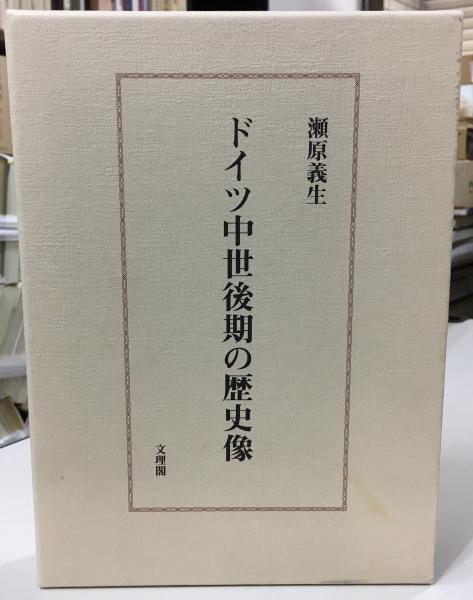 瀬原義生
ドイツ中世後期の歴史像
文理閣